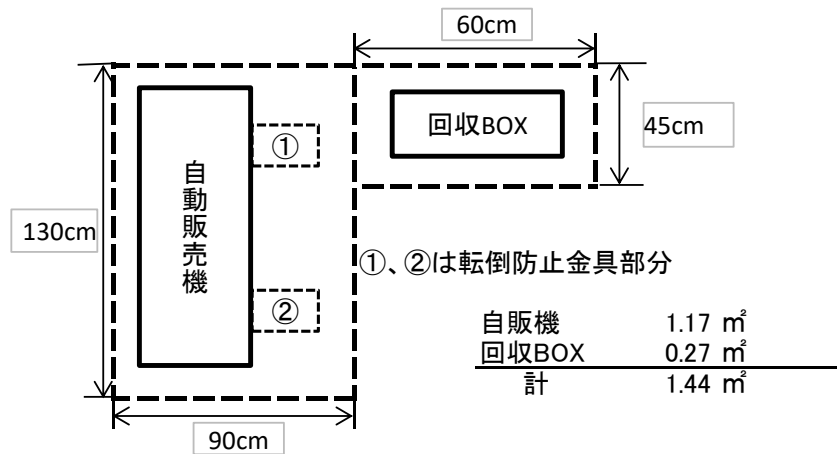 60cm
回収BOX
45cm
①
自動販売機
130cm
①、②は転倒防止金具部分
②
自販機 1.17 ㎡
回収BOX 0.27 ㎡
計 1.44 ㎡
90cm